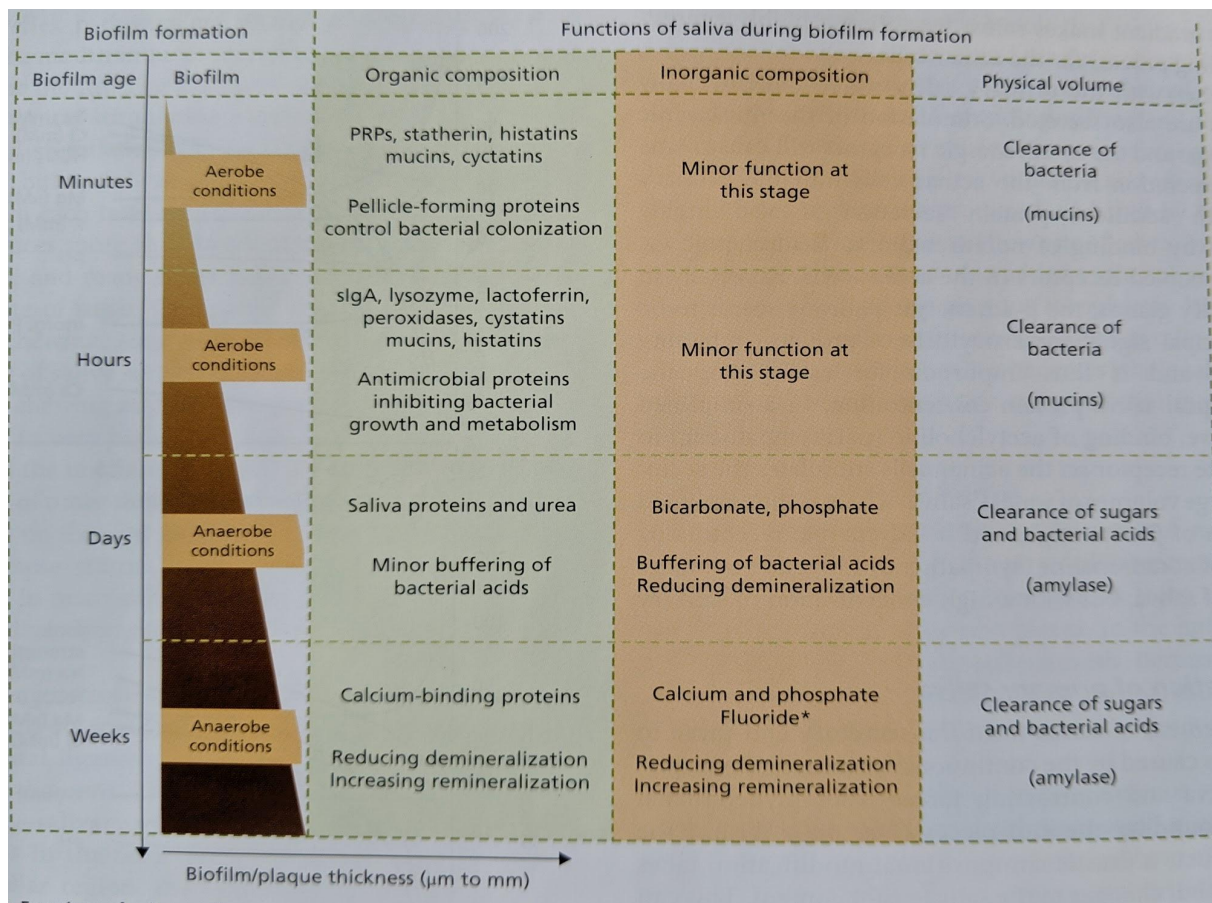 Biofilm formation
Functions of saliva during biofilm formation
Biofilm age
Biofilm
Organic composition
Inorganic composition
Physical volume
Minutes
Aerobe
conditions
PRPs, statherin, histatins
mucins, cyctatins
Pellicle-forming proteins
control bacterial colonization
Minor function at
this stage
Clearance of
bacteria
(mucins)
Hours
Aerobe
conditions
sIgA, lysozyme, lactoferrin,
peroxidases, cystatins
mucins, histatins
Antimicrobial proteins
inhibiting bacterial
growth and metabolism
Minor function at
this stage
Clearance of
bacteria
(mucins)
Days
Anaerobe
conditions
Saliva proteins and urea
Minor buffering of
bacterial acids
Bicarbonate, phosphate
Buffering of bacterial acids
Reducing demineralization
Clearance of sugars
and bacterial acids
(amylase)
Weeks
Anaerobe
conditions
Calcium-binding proteins
Reducing demineralization
Increasing remineralization
Calcium and phosphate
Fluoride*
Reducing demineralization
Increasing remineralization
Clearance of sugars
and bacterial acids
(amylase)
Biofilm/plaque thickness (μm to mm)